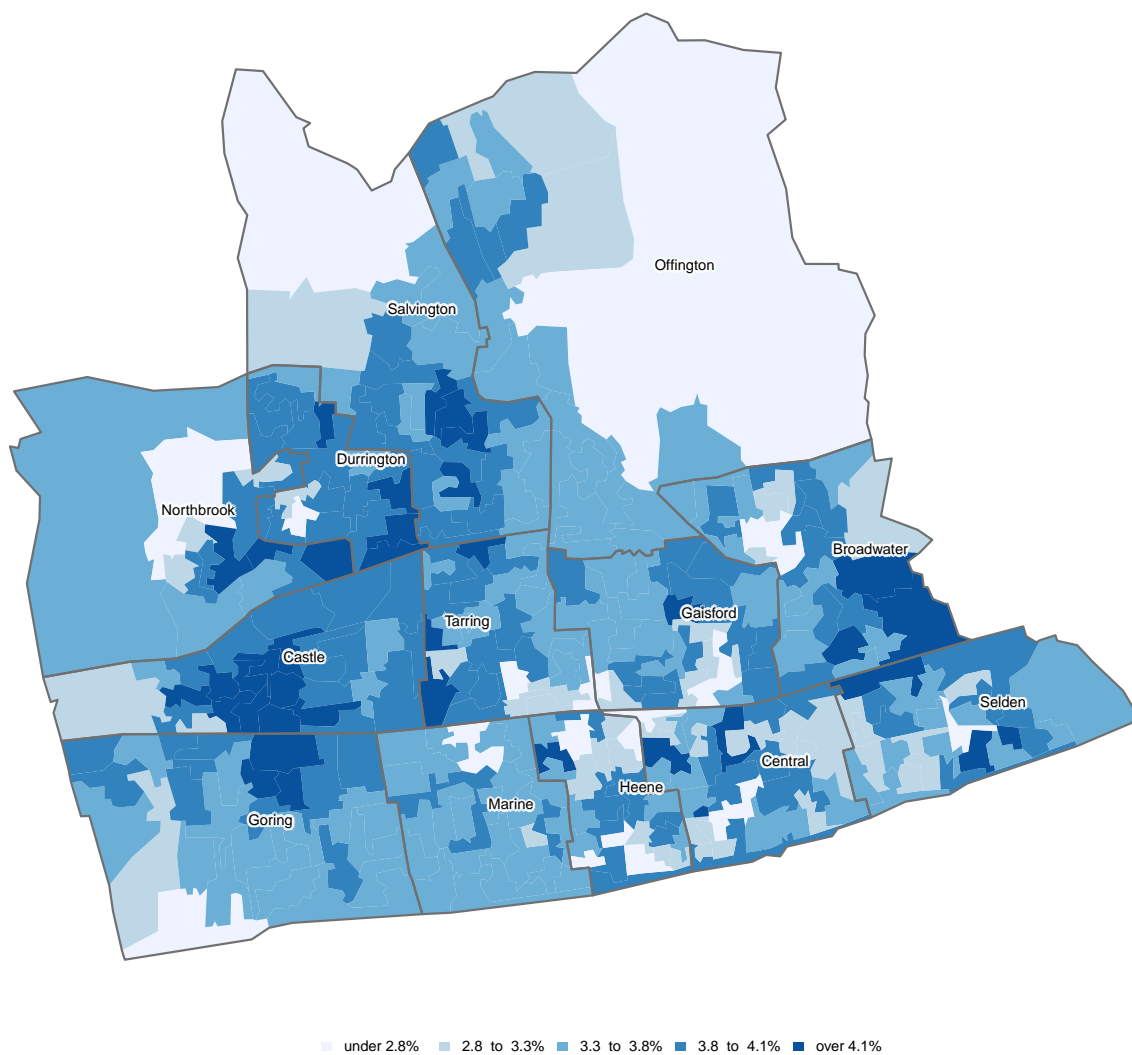 Offington
Salvington
Durrington
Northbrook
Broadwater
Gaisford
Tarring
Castle
Selden
Central
Heene
Marine
Goring
under 2.8% 2.8 to 3.3% 3.3 to 3.8% 3.8 to 4.1% over 4.1%